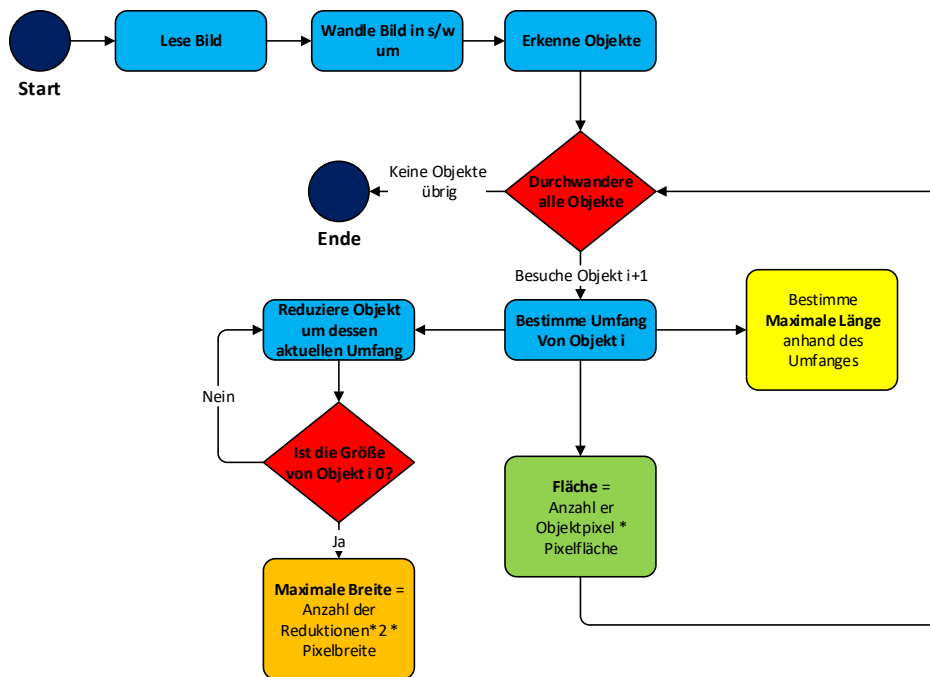 Start
Lese Bild
Wandle Bild in s/w
um
Erkenne Objekte
Durchwandere
alle Objekte
Keine Objekte
übrig
Ende
Besuche Objekt i+1
Bestimme Umfang
Von Objekt i
Reduziere Objekt
um dessen
aktuellen Umfang
Bestimme
Maximale Länge
anhand des
Umfanges
Nein
Ist die Größe
von Objekt i 0?
Ja
Fläche =
Anzahl er
Objektpixel *
Pixelfläche
Maximale Breite =
Anzahl der
Reduktionen*2 *
Pixelbreite